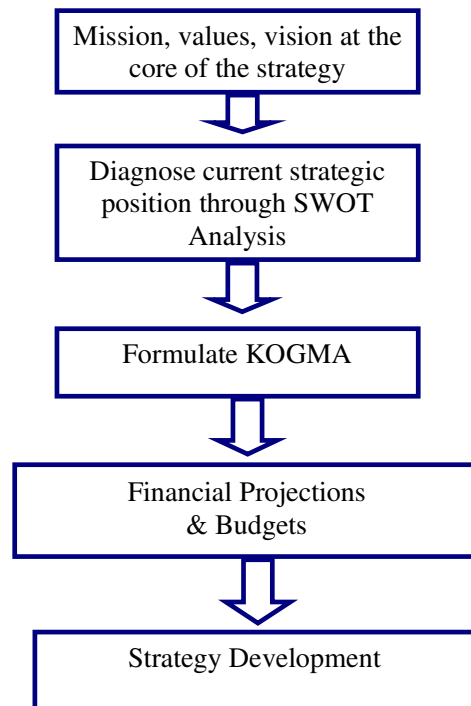 Mission, values, vision at the
core of the strategy
Diagnose current strategic
position through SWOT
Analysis
Formulate KOGMA
Financial Projections
& Budgets
Strategy Development